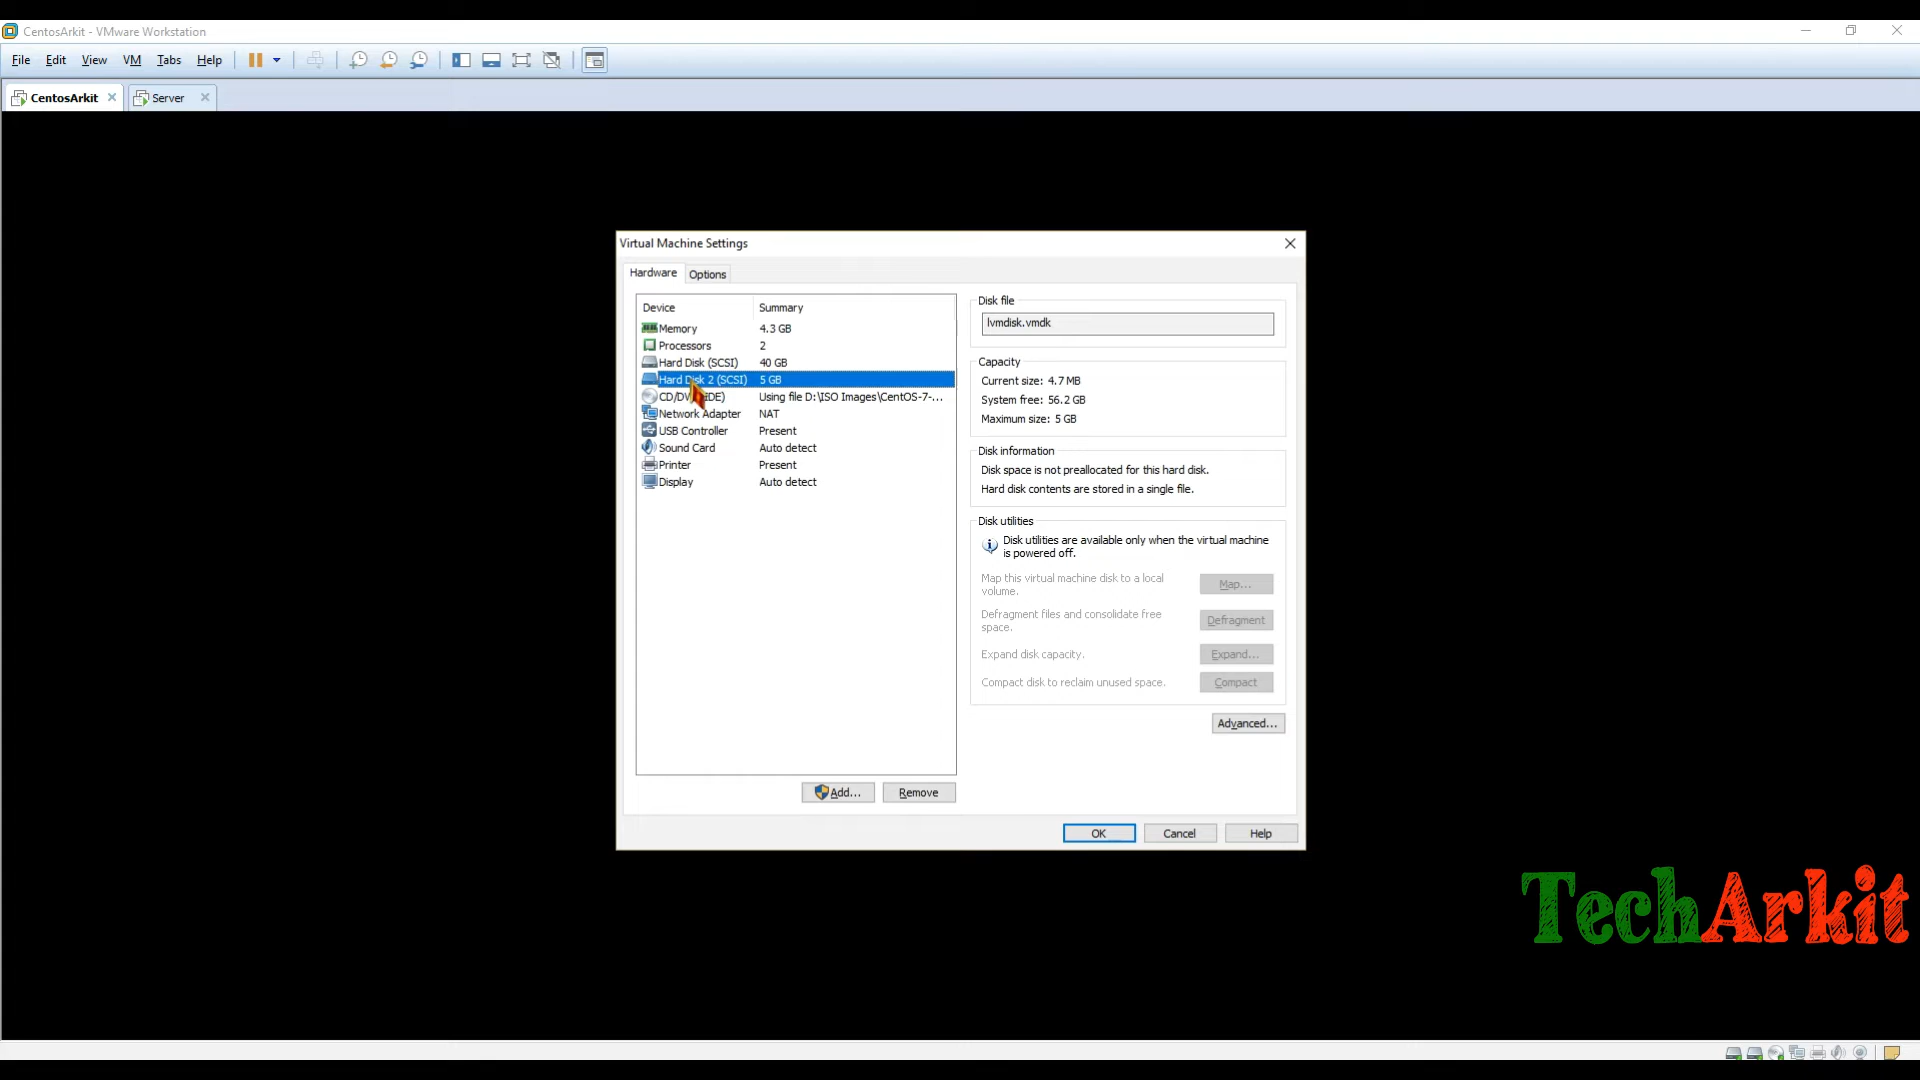 CentosArkit - VMware Workstation
File Edit View VM Tabs Help
CentosArkit Server
Virtual Machine Settings
Hardware Options
Device Summary
Memory 4.3 GB
Processors 2
Hard Disk (SCSI) 40 GB
Hard Disk 2 (SCSI) 5 GB
Using file D:\ISO Images\CentOS-7-...
Network Adapter NAT
USB Controller Present
Sound Card Auto detect
Printer Present
Display Auto detect
Add... Remove
Disk file
lvmdisk.vmdk
Capacity
Current size: 4.7 MB
System free: 56.2 GB
Maximum size: 5 GB
Disk information
Disk space is not preallocated for this hard disk.
Hard disk contents are stored in a single file.
Disk utilities
Disk utilities are available only when the virtual machine
is powered off.
Map this virtual machine disk to a local
volume.
Map...
Defragment files and consolidate free
space.
Defragment
Expand disk capacity. Expand...
Compact disk to reclaim unused space. Compact
Advanced...
OK Cancel Help
TechArkit